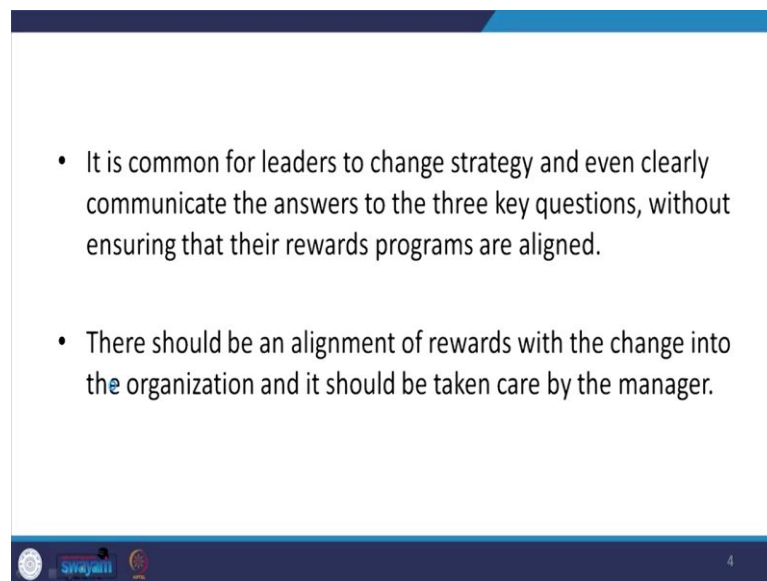 • It is common for leaders to change strategy and even clearly
communicate the answers to the three key questions, without
ensuring that their rewards programs are aligned.
• There should be an alignment of rewards with the change into
the organization and it should be taken care by the manager.
swayam
4